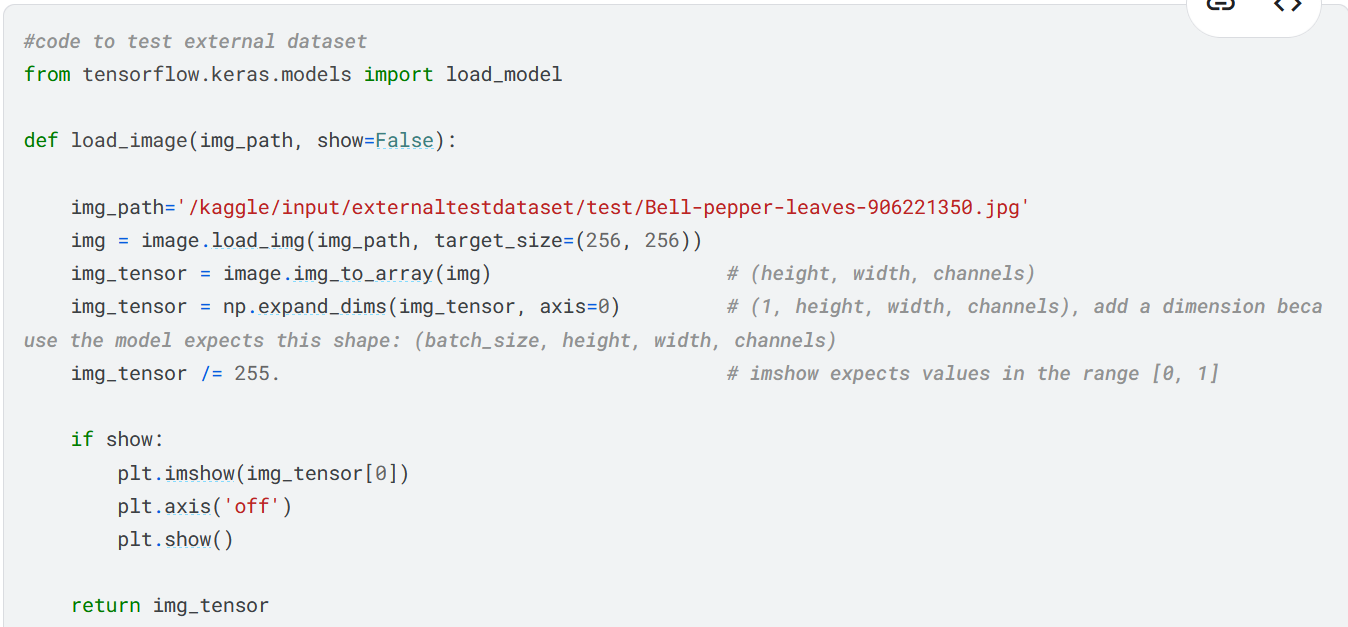 #code to test external dataset
from tensorflow.keras.models import load_model
def load_image(img_path, show=False):
    img_path='/kaggle/input/externaltestdataset/test/Bell-pepper-leaves-906221350.jpg'
    img = image.load_img(img_path, target_size=(256, 256))
    img_tensor = image.img_to_array(img)                    # (height, width, channels)
    img_tensor = np.expand_dims(img_tensor, axis=0)         # (1, height, width, channels), add a dimension beca
use the model expects this shape: (batch_size, height, width, channels)
    img_tensor /= 255.                                      # imshow expects values in the range [0, 1]
    if show:
        plt.imshow(img_tensor[0])
        plt.axis('off')
        plt.show()
    return img_tensor